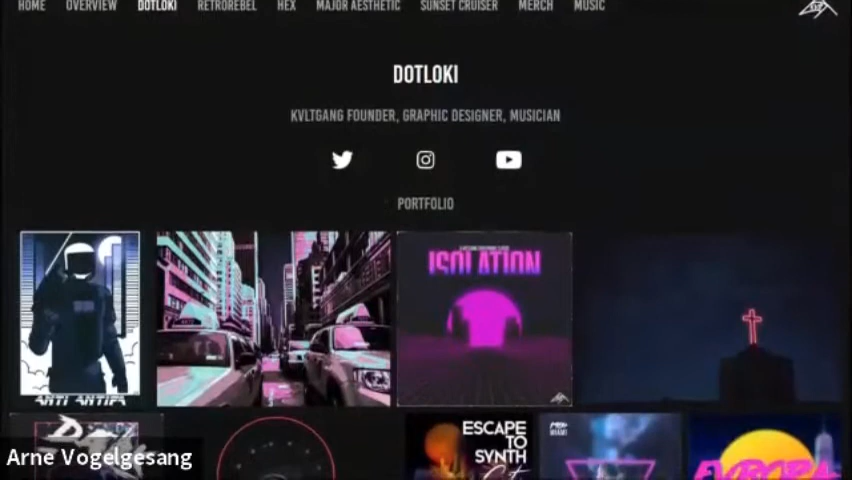 HOME OVERVIEW DOTLOKI RETROREBEL HEX MAJOR AESTHETIC SUNSET CRUISER MERCH MUSIC
DOTLOKI
KVLTGANG FOUNDER, GRAPHIC DESIGNER, MUSICIAN
PORTFOLIO
ISOLATION
ANTI ANTIFA
ESCAPE
TO
SYNTH
EVROPA
Arne Vogelgesang